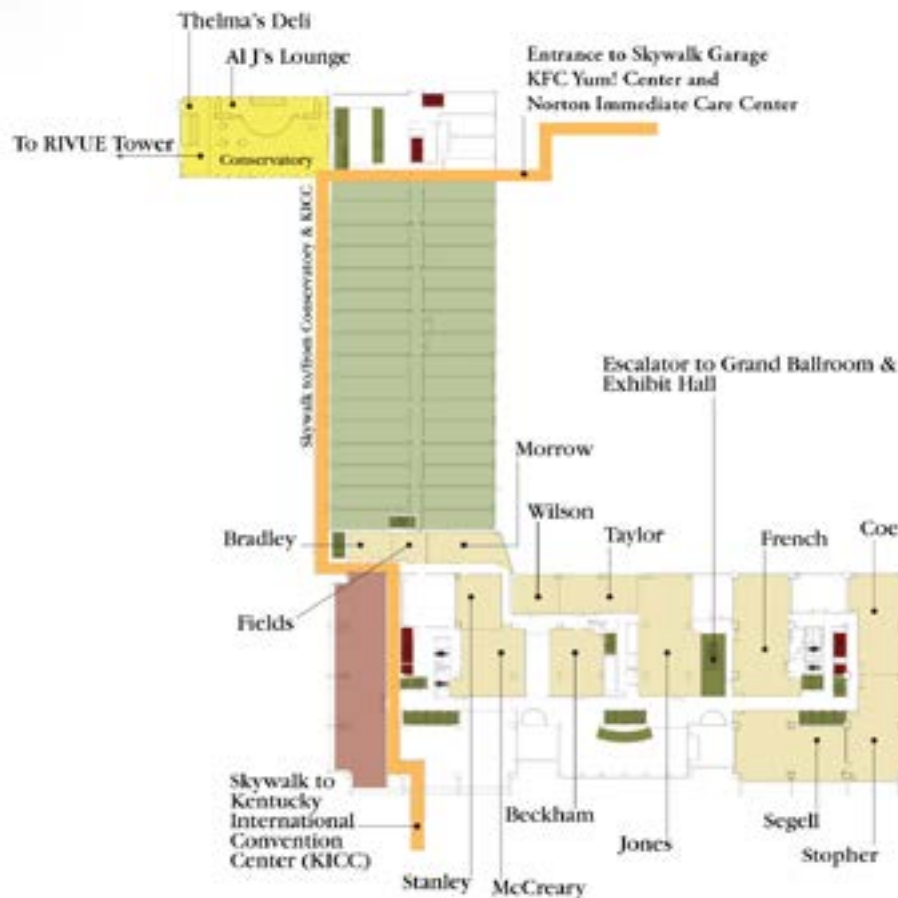 Thelma's Deli
Al J's Lounge
Entrance to Skywalk Garage
KFC Yum! Center and
Norton Immediate Care Center
To RIVUE Tower
Conservatory
Skywalk to/from Conservatory & KICC
Escalator to Grand Ballroom &
Exhibit Hall
Morrow
Wilson
Bradley
Taylor
French
Coe
Fields
Skywalk to
Kentucky
International
Convention
Center (KICC)
Beckham
Jones
Segell
Stopher
Stanley
McCreary